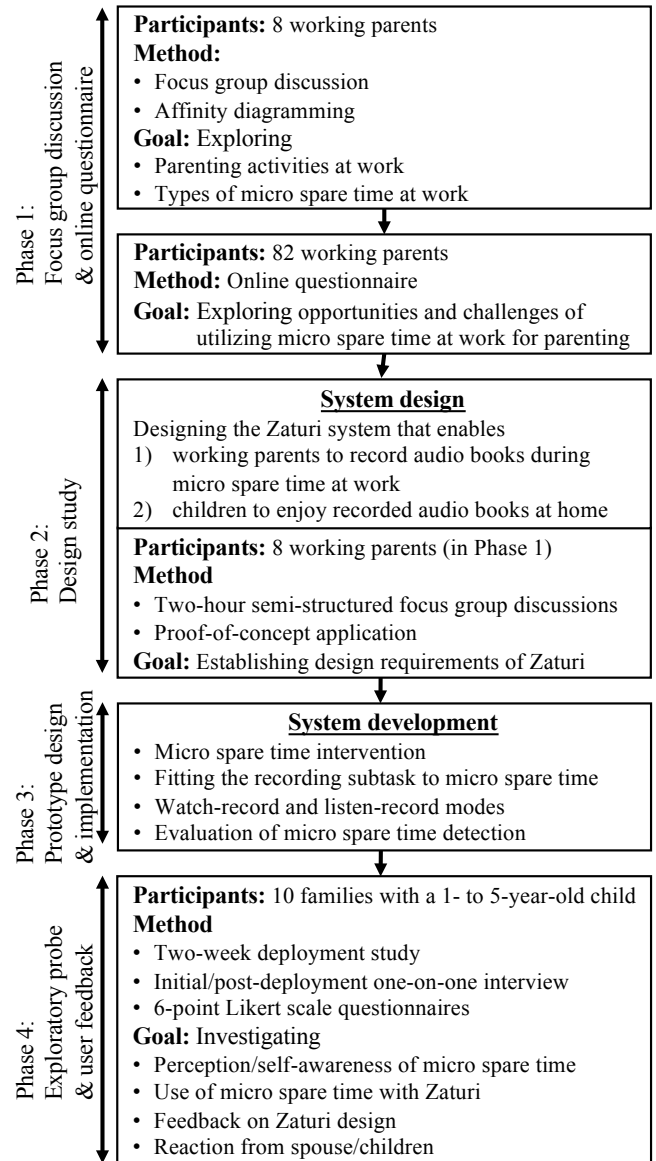 Phase 1:
Focus group discussion
& online questionnaire
Participants: 8 working parents
Method:
• Focus group discussion
• Affinity diagramming
Goal: Exploring
• Parenting activities at work
• Types of micro spare time at work
Participants: 82 working parents
Method: Online questionnaire
Goal: Exploring opportunities and challenges of
utilizing micro spare time at work for parenting
Phase 2:
Design study
System design
Designing the Zaturi system that enables
1) working parents to record audio books during
micro spare time at work
2) children to enjoy recorded audio books at home
Participants: 8 working parents (in Phase 1)
Method
• Two-hour semi-structured focus group discussions
• Proof-of-concept application
Goal: Establishing design requirements of Zaturi
Phase 3:
Prototype design
& implementation
System development
• Micro spare time intervention
• Fitting the recording subtask to micro spare time
• Watch-record and listen-record modes
• Evaluation of micro spare time detection
Phase 4:
Exploratory probe
& user feedback
Participants: 10 families with a 1- to 5-year-old child
Method
• Two-week deployment study
• Initial/post-deployment one-on-one interview
• 6-point Likert scale questionnaires
Goal: Investigating
• Perception/self-awareness of micro spare time
• Use of micro spare time with Zaturi
• Feedback on Zaturi design
• Reaction from spouse/children